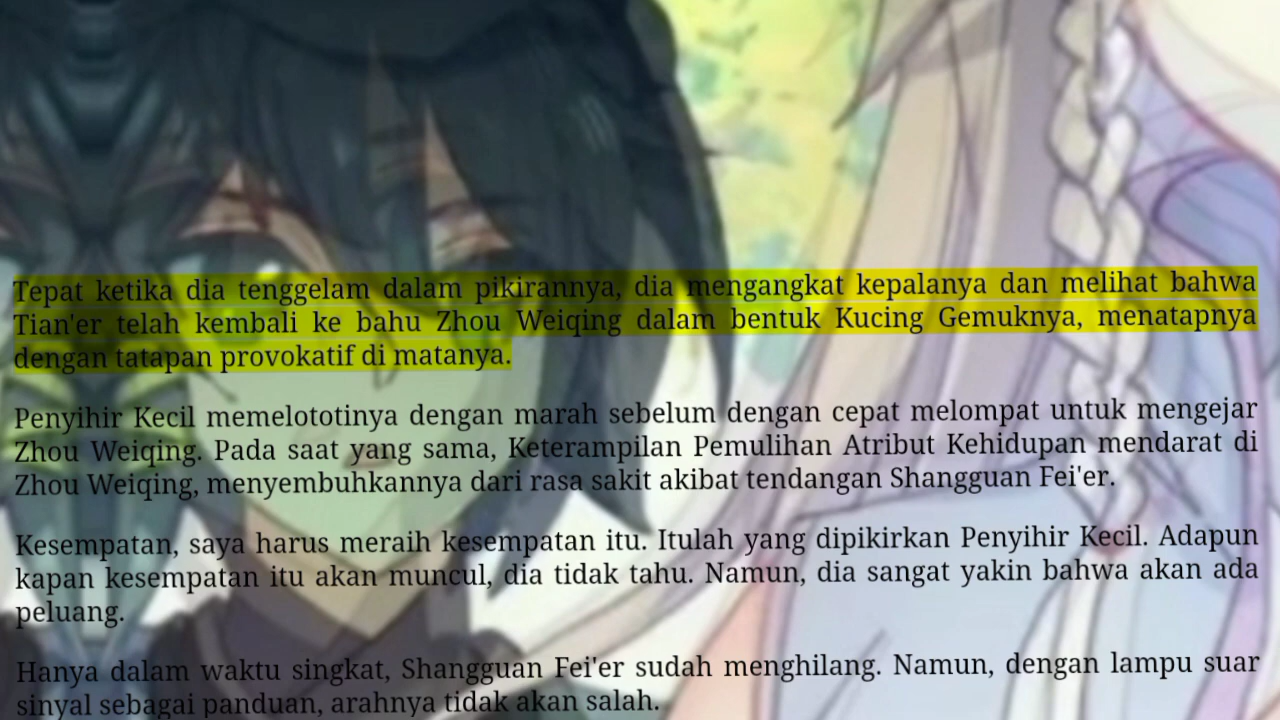 Tepat ketika dia tenggelam dalam pikirannya, dia mengangkat kepalanya dan melihat bahwa
Tian'er telah kembali ke bahu Zhou Weiqing dalam bentuk Kucing Gemuknya, menatapnya
dengan tatapan provokatif di matanya.
Penyihir Kecil memelototinya dengan marah sebelum dengan cepat melompat untuk mengejar
Zhou Weiqing. Pada saat yang sama, Keterampilan Pemulihan Atribut Kehidupan mendarat di
Zhou Weiqing, menyembuhkannya dari rasa sakit akibat tendangan Shangguan Fei'er.
Kesempatan, saya harus meraih kesempatan itu. Itulah yang dipikirkan Penyihir Kecil. Adapun
kapan kesempatan itu akan muncul, dia tidak tahu. Namun, dia sangat yakin bahwa akan ada
peluang.
Hanya dalam waktu singkat, Shangguan Fei'er sudah menghilang. Namun, dengan lampu suar
sinyal sebagai panduan, arahnya tidak akan salah.